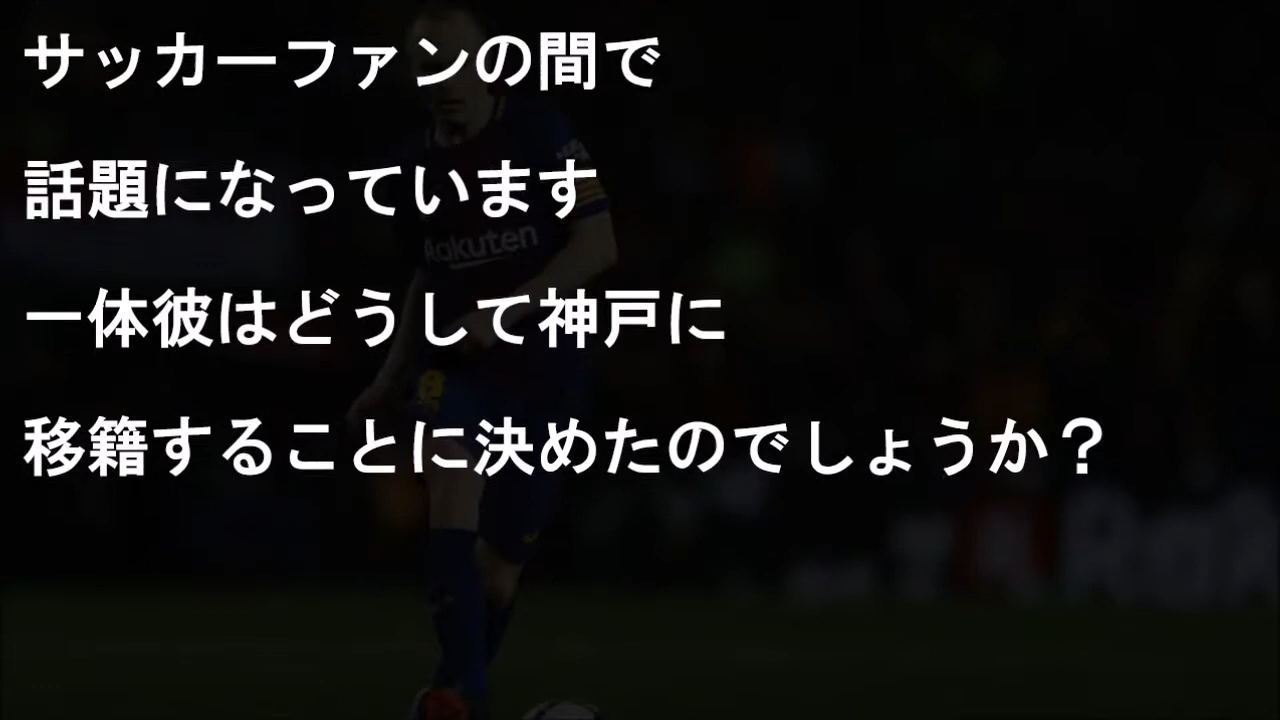 サッカーファンの間で
話題になっています
一体彼はどうして神戸に
移籍することに決めたのでしょうか？
Rakuten
8